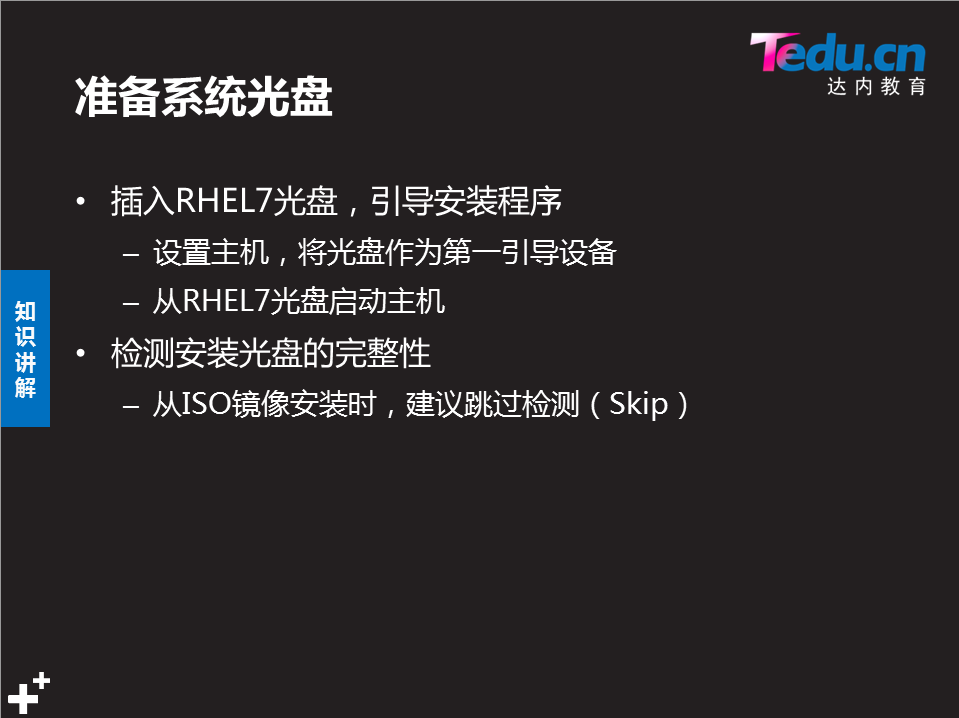 Tedu.cn
达内教育
准备系统光盘
• 插入RHEL7光盘，引导安装程序
– 设置主机，将光盘作为第一引导设备
– 从RHEL7光盘启动主机
• 检测安装光盘的完整性
– 从ISO镜像安装时，建议跳过检测（Skip）
知
识
讲
解